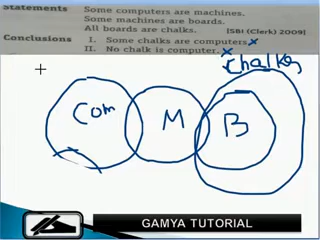 Statements Some computers are machines.
Some machines are boards.
All boards are chalks. [SBI (Clerk) 2009]
Conclusions I. Some chalks are computers x
II. No chalk is computer. x
Chalks
Com M B
GAMYA TUTORIAL